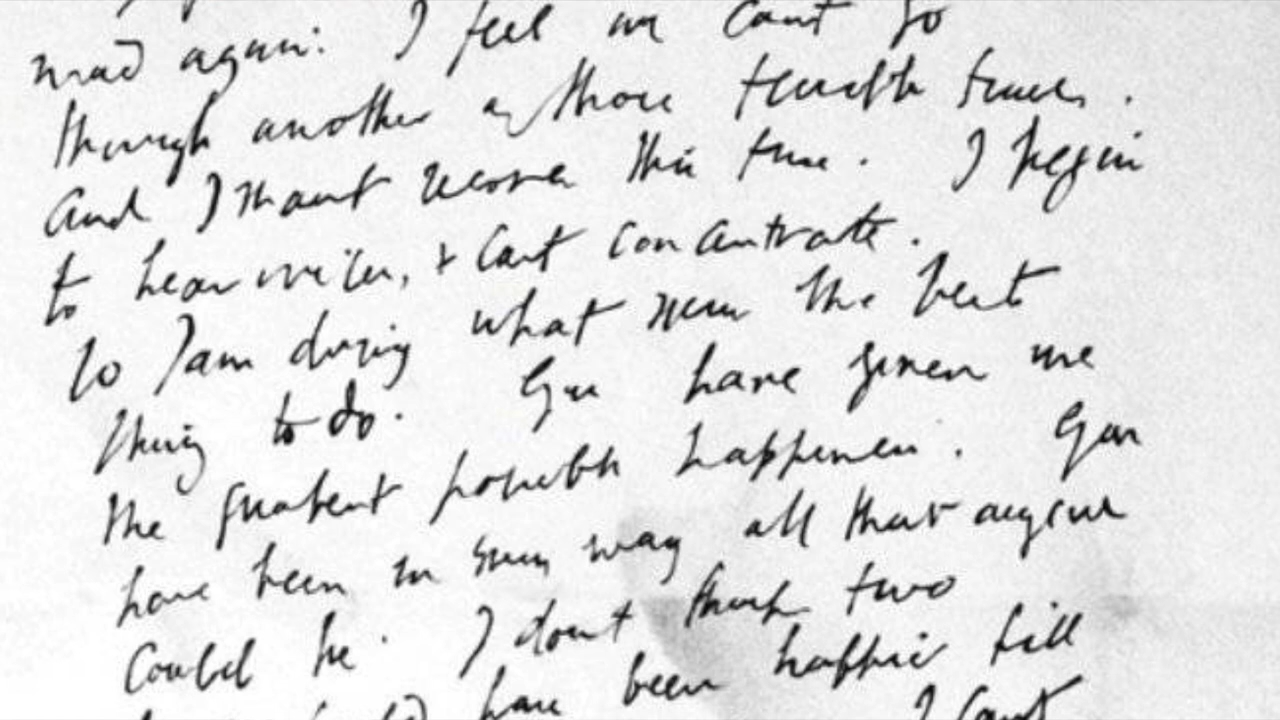 mad again. I feel we cant go
through another of those terrible times.
And I shant recover this time. I begin
to hear voices, & cant concentrate.
So I am doing what seems the best
thing to do. You have given me
the greatest possible happiness. You
have been in every way all that anyone
could be. I dont think two
have been happier till
I cant